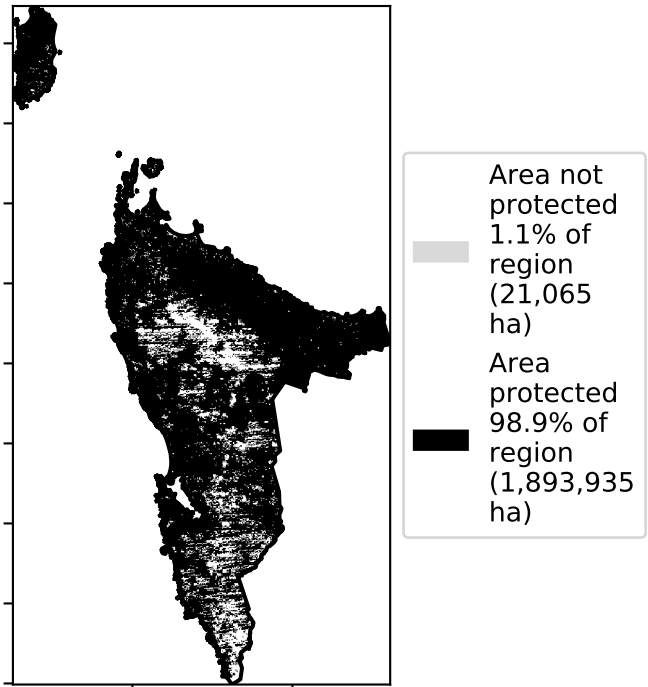 Area not
protected
1.1% of
region
(21,065
ha)
Area
protected
98.9% of
region
(1,893,935
ha)